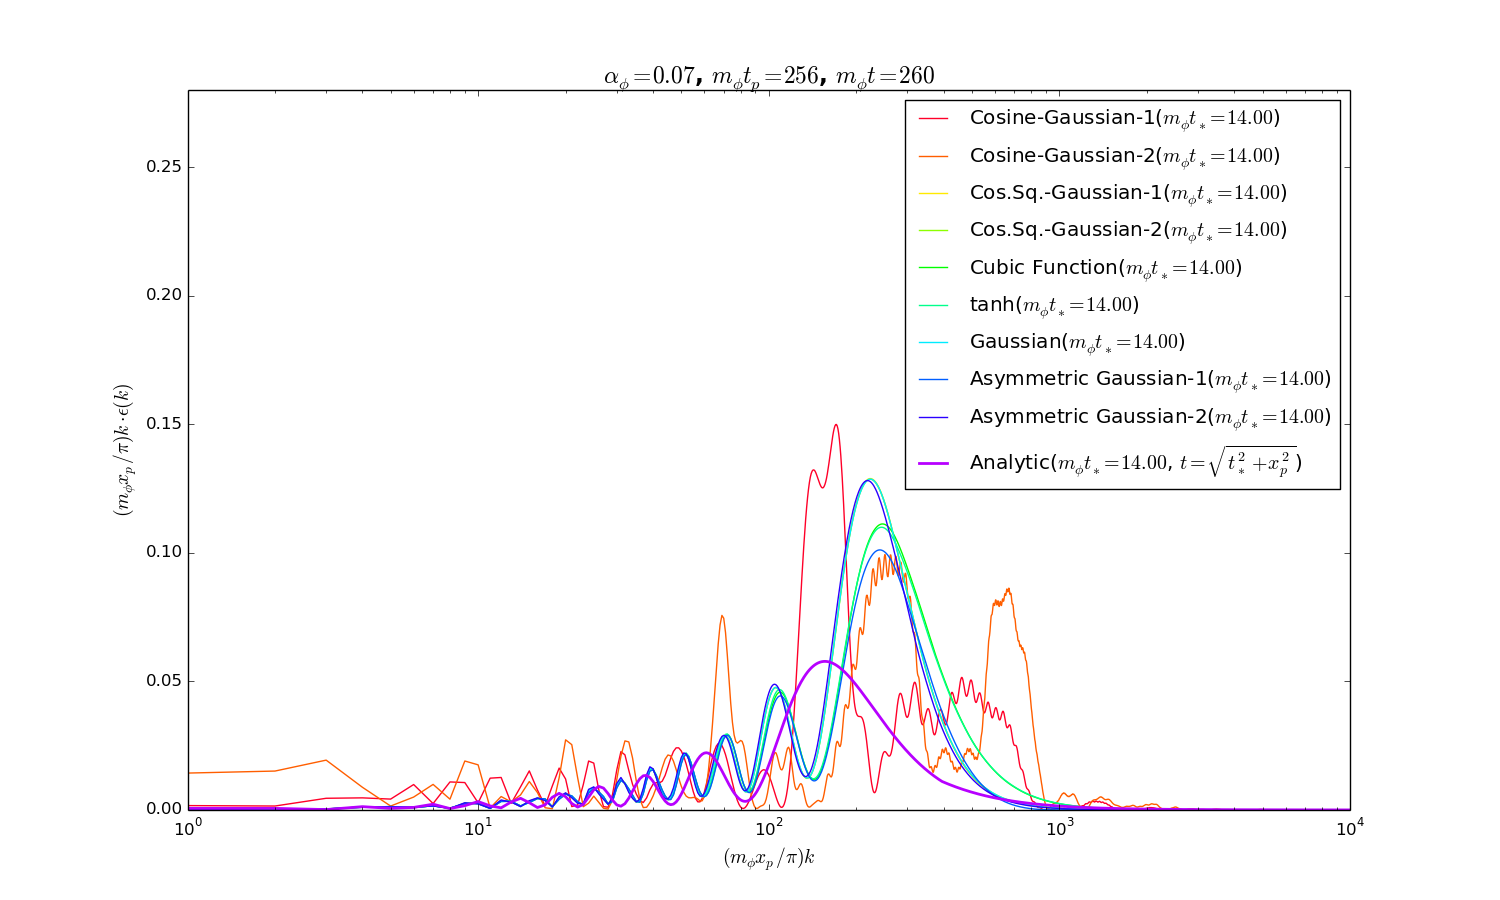 α_ϕ=0.07, m_ϕt_p=256, m_ϕt=260
Cosine-Gaussian-1(m_ϕt_*=14.00)
Cosine-Gaussian-2(m_ϕt_*=14.00)
Cos.Sq.-Gaussian-1(m_ϕt_*=14.00)
Cos.Sq.-Gaussian-2(m_ϕt_*=14.00)
Cubic Function(m_ϕt_*=14.00)
tanh(m_ϕt_*=14.00)
Gaussian(m_ϕt_*=14.00)
Asymmetric Gaussian-1(m_ϕt_*=14.00)
Asymmetric Gaussian-2(m_ϕt_*=14.00)
Analytic(m_ϕt_*=14.00, t=√(t_*^2+x_p^2))
(m_ϕx_p/π)k·ϵ(k)
0.25
0.20
0.15
0.10
0.05
0.00
10^0 10^1 10^2 10^3 10^4
(m_ϕx_p/π)k